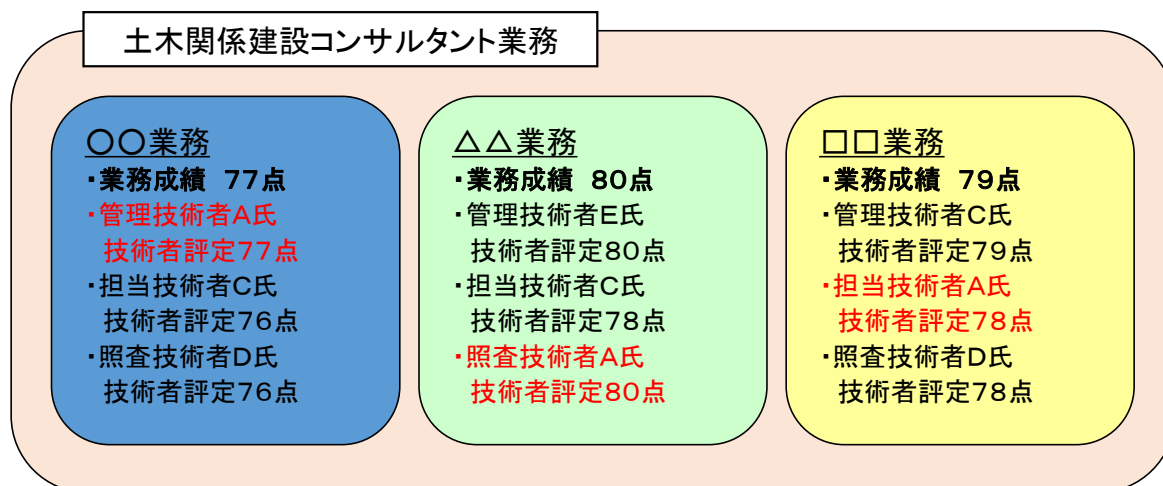 土木関係建設コンサルタント業務
〇〇業務
・業務成績　77点
・管理技術者A氏
技術者評定77点
・担当技術者C氏
技術者評定76点
・照査技術者D氏
技術者評定76点
△△業務
・業務成績　80点
・管理技術者E氏
技術者評定80点
・担当技術者C氏
技術者評定78点
・照査技術者A氏
技術者評定80点
□□業務
・業務成績　79点
・管理技術者C氏
技術者評定79点
・担当技術者A氏
技術者評定78点
・照査技術者D氏
技術者評定78点